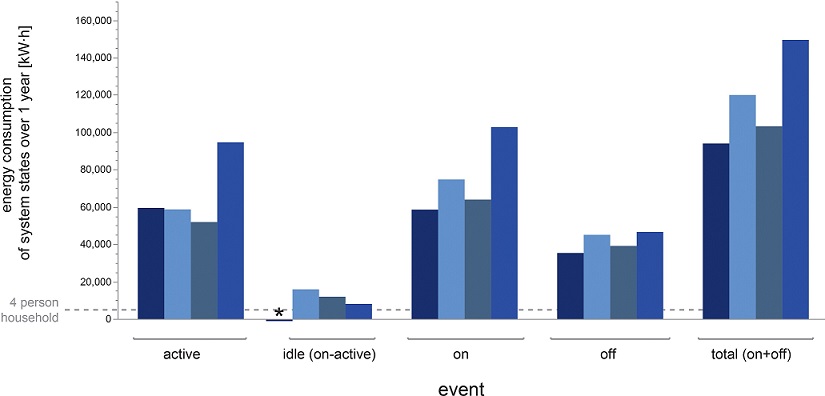 energy consumption
of system states over 1 year [kW·h]
160,000
140,000
120,000
100,000
80,000
60,000
40,000
20,000
0
4 person
household
*
active
idle (on-active)
on
off
total (on+off)
event